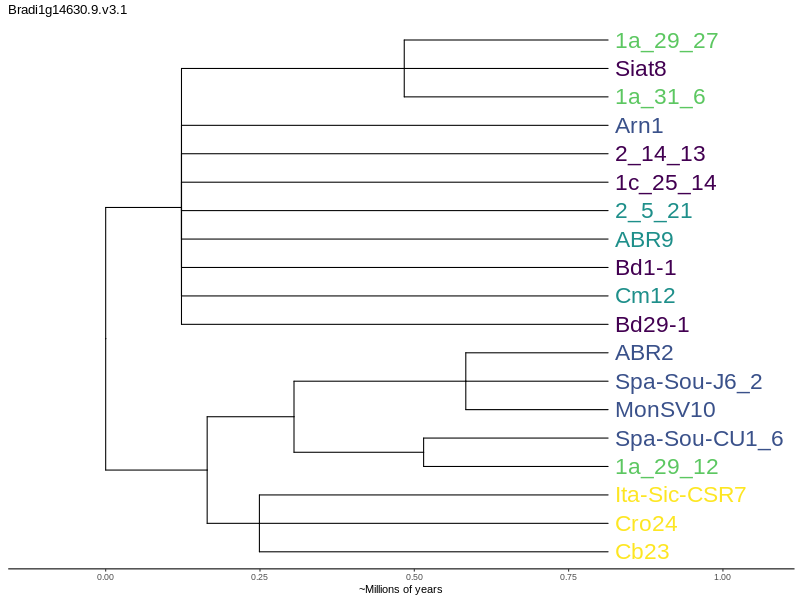 Bradi1g14630.9.v3.1
1a_29_27
Siat8
1a_31_6
Arn1
2_14_13
1c_25_14
2_5_21
ABR9
Bd1-1
Cm12
Bd29-1
ABR2
Spa-Sou-J6_2
MonSV10
Spa-Sou-CU1_6
1a_29_12
Ita-Sic-CSR7
Cro24
Cb23
0.00 0.25 0.50 0.75 1.00
~Millions of years